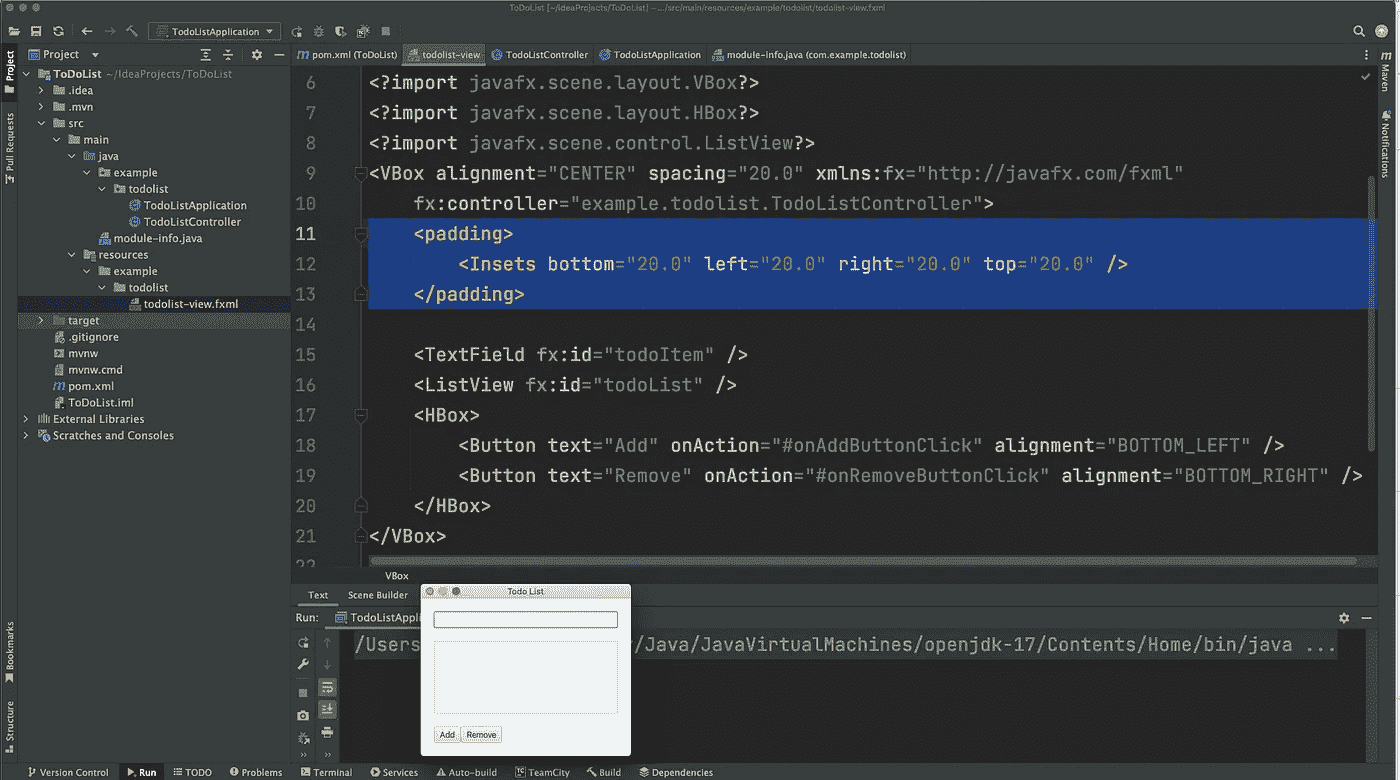 ToDoList [~/IdeaProjects/ToDoList] – .../src/main/resources/example/todolist/todolist-view.fxml
TodoListApplication
Project
pom.xml (ToDoList)
todolist-view
TodoListController
TodoListApplication
module-info.java (com.example.todolist)
Project
Pull Requests
Bookmarks
Structure
Maven
Notifications
ToDoList ~/IdeaProjects/ToDoList
.idea
.mvn
src
main
java
example
todolist
TodoListApplication
TodoListController
module-info.java
resources
example
todolist
todolist-view.fxml
target
.gitignore
mvnw
mvnw.cmd
pom.xml
ToDoList.iml
External Libraries
Scratches and Consoles
6 <?import javafx.scene.layout.VBox?>
7 <?import javafx.scene.layout.HBox?>
8 <?import javafx.scene.control.ListView?>
9 <VBox alignment="CENTER" spacing="20.0" xmlns:fx="http://javafx.com/fxml"
10 fx:controller="example.todolist.TodoListController">
11 <padding>
12 <Insets bottom="20.0" left="20.0" right="20.0" top="20.0" />
13 </padding>
14
15 <TextField fx:id="todoItem" />
16 <ListView fx:id="todoList" />
17 <HBox>
18 <Button text="Add" onAction="#onAddButtonClick" alignment="BOTTOM_LEFT" />
19 <Button text="Remove" onAction="#onRemoveButtonClick" alignment="BOTTOM_RIGHT" />
20 </HBox>
21 </VBox>
22
VBox
Text
Scene Builder
Run:
TodoListAppli
/Users
/Java/JavaVirtualMachines/openjdk-17/Contents/Home/bin/java ...
Todo List
Add
Remove
Version Control
Run
TODO
Problems
Terminal
Services
Auto-build
TeamCity
Build
Dependencies